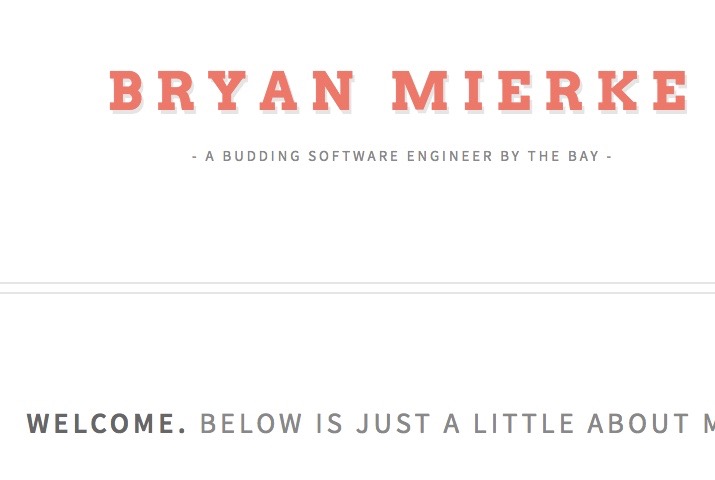 BRYAN MIERKE
- A BUDDING SOFTWARE ENGINEER BY THE BAY -
WELCOME. BELOW IS JUST A LITTLE ABOUT